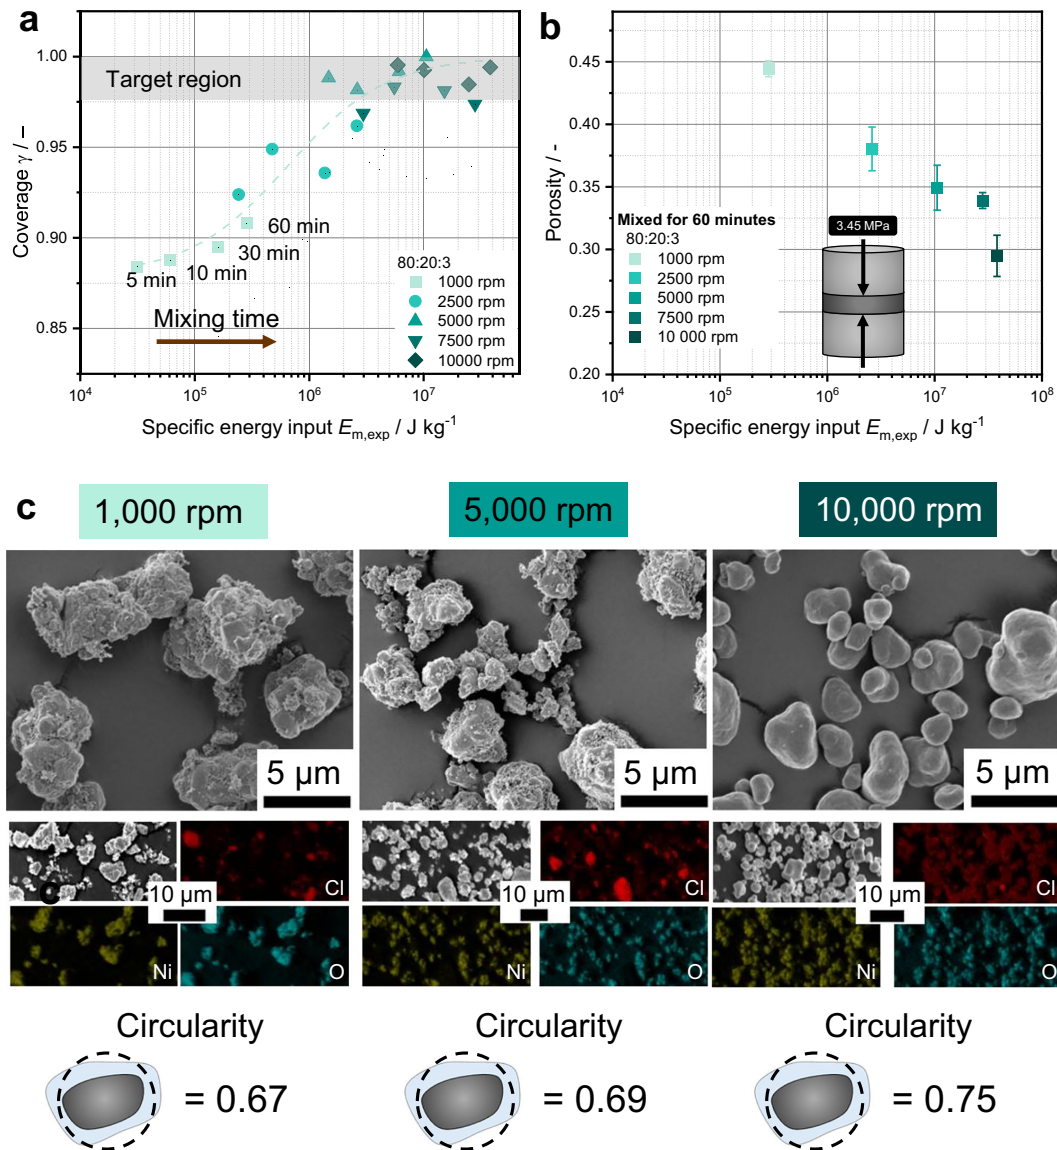 a
1.00
0.95
0.90
0.85
Coverage γ / –
Target region
5 min
10 min
30 min
60 min
Mixing time
80:20:3
1000 rpm
2500 rpm
5000 rpm
7500 rpm
10000 rpm
10⁴
10⁵
10⁶
10⁷
Specific energy input Em,exp / J kg⁻¹
b
0.45
0.40
0.35
0.30
0.25
0.20
Porosity / -
Mixed for 60 minutes
80:20:3
1000 rpm
2500 rpm
5000 rpm
7500 rpm
10 000 rpm
3.45 MPa
10⁴
10⁵
10⁶
10⁷
10⁸
Specific energy input Em,exp / J kg⁻¹
c
1,000 rpm
5,000 rpm
10,000 rpm
5 μm
5 μm
5 μm
Cl
Cl
Cl
c
10 μm
10 μm
10 μm
Ni
O
Ni
O
Ni
O
Circularity
= 0.67
Circularity
= 0.69
Circularity
= 0.75